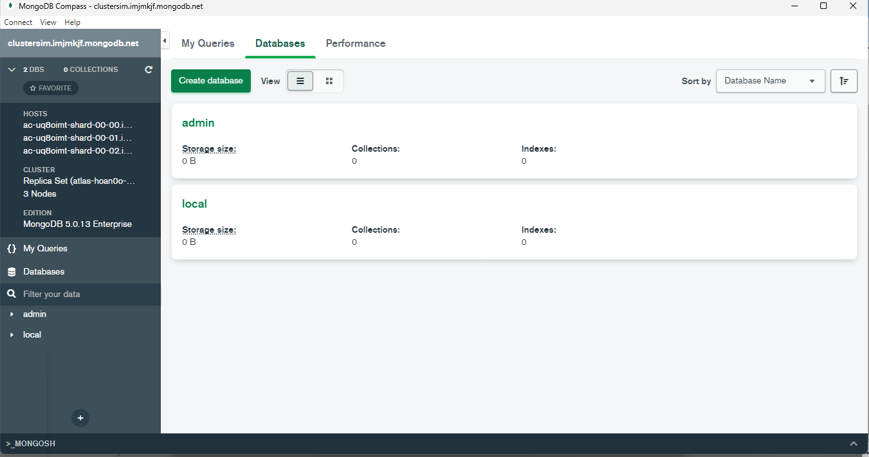 MongoDB Compass - clustersim.imjmkjf.mongodb.net
Connect View Help
clustersim.imjmkjf.mongodb.net
My Queries Databases Performance
2 DBS 0 COLLECTIONS
FAVORITE
Create database View Sort by Database Name
HOSTS
ac-uq8oimt-shard-00-00.i...
ac-uq8oimt-shard-00-01.i...
ac-uq8oimt-shard-00-02.i...
CLUSTER
Replica Set (atlas-hoan0o-...
3 Nodes
EDITION
MongoDB 5.0.13 Enterprise
{} My Queries
Databases
Filter your data
admin
local
admin
Storage size: Collections: Indexes:
0 B 0 0
local
Storage size: Collections: Indexes:
0 B 0 0
>_MONGOSH